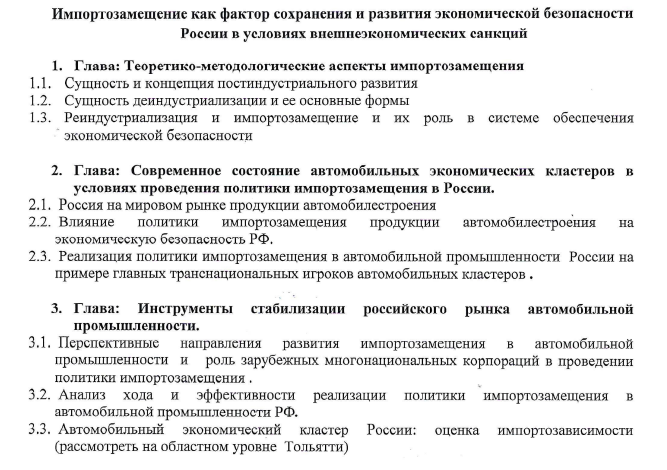 Импортозамещение как фактор сохранения и развития экономической безопасности
России в условиях внешнеэкономических санкций
1. Глава: Теоретико-методологические аспекты импортозамещения
1.1. Сущность и концепция постиндустриального развития
1.2. Сущность деиндустриализации и ее основные формы
1.3. Реиндустриализация и импортозамещение и их роль в системе обеспечения
экономической безопасности
2. Глава: Современное состояние автомобильных экономических кластеров в
условиях проведения политики импортозамещения в России.
2.1. Россия на мировом рынке продукции автомобилестроения
2.2. Влияние политики импортозамещения продукции автомобилестроения на
экономическую безопасность РФ.
2.3. Реализация политики импортозамещения в автомобильной промышленности России на
примере главных транснациональных игроков автомобильных кластеров .
3. Глава: Инструменты стабилизации российского рынка автомобильной
промышленности.
3.1. Перспективные направления развития импортозамещения в автомобильной
промышленности и роль зарубежных многонациональных корпораций в проведении
политики импортозамещения .
3.2. Анализ хода и эффективности реализации политики импортозамещения в
автомобильной промышленности РФ.
3.3. Автомобильный экономический кластер России: оценка импортозависимости
(рассмотреть на областном уровне Тольятти)